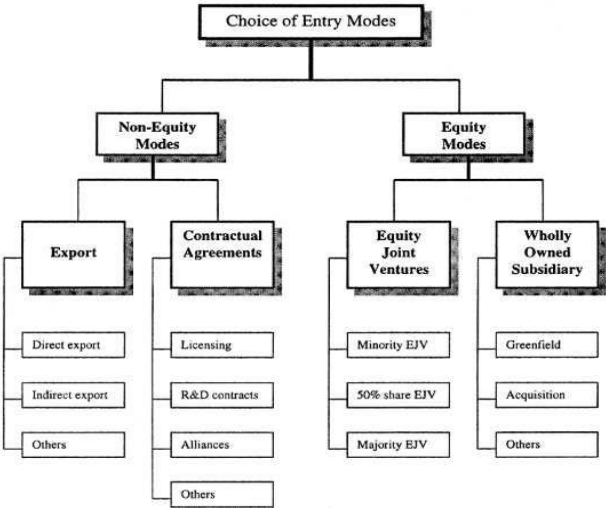 Choice of Entry Modes
Non-Equity
Modes
Equity
Modes
Export
Contractual
Agreements
Equity
Joint
Ventures
Wholly
Owned
Subsidiary
Direct export
Indirect export
Others
Licensing
R&D contracts
Alliances
Others
Minority EJV
50% share EJV
Majority EJV
Greenfield
Acquisition
Others